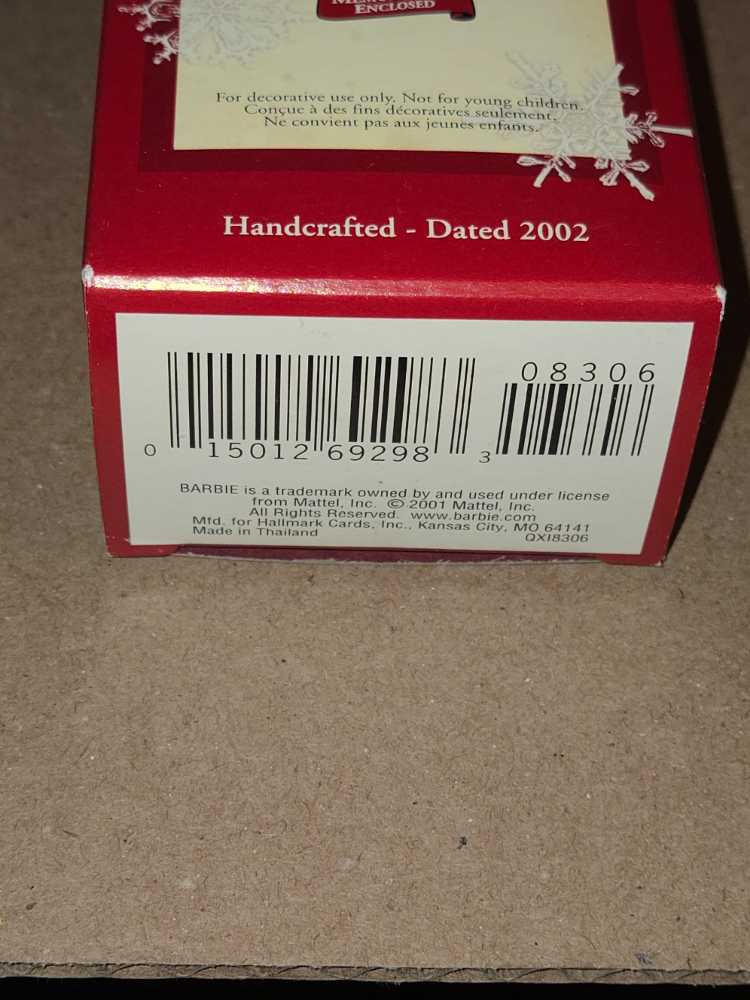 ENCLOSED
For decorative use only. Not for young children.
Conçue à des fins décoratives seulement.
Ne convient pas aux jeunes enfants.
Handcrafted - Dated 2002
08306
0 15012 69298 3
BARBIE is a trademark owned by and used under license
from Mattel, Inc. © 2001 Mattel, Inc.
All Rights Reserved. www.barbie.com
Mfd. for Hallmark Cards, Inc., Kansas City, MO 64141
Made in Thailand QXI8306